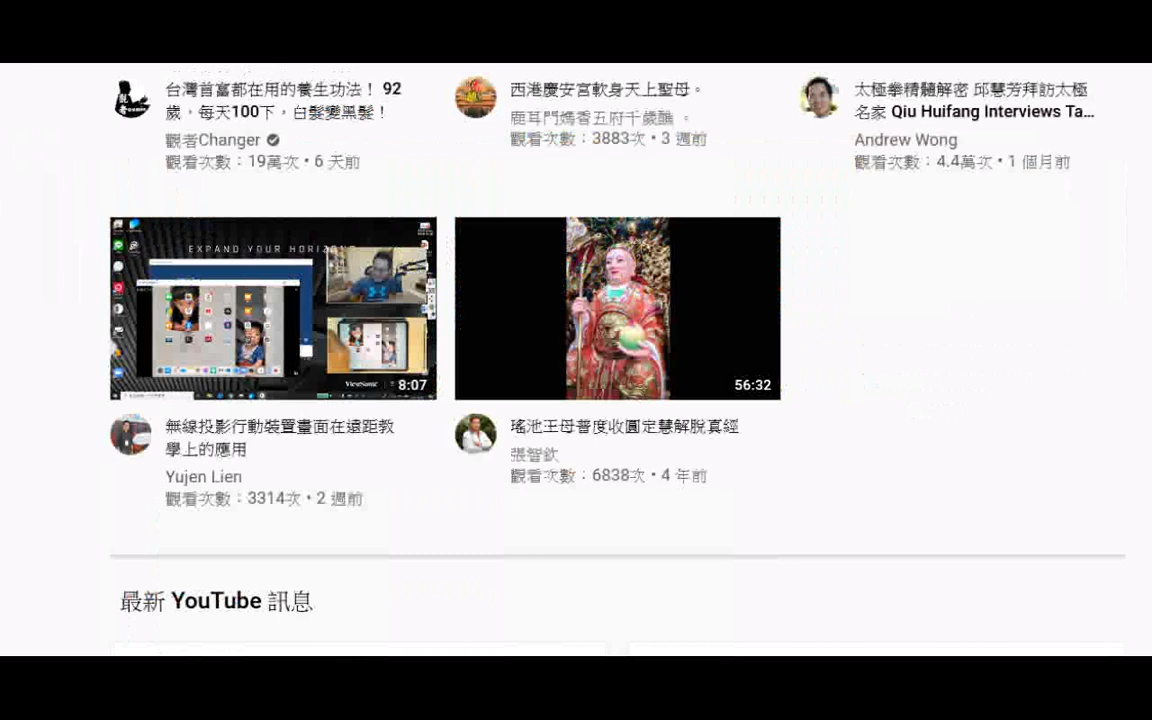 台灣首富都在用的養生功法！ 92
歲，每天100下，白髮變黑髮！
觀者Changer
觀看次數：19萬次 • 6 天前
西港慶安宮軟身天上聖母。
鹿耳門媽香五府千歲醮 。
觀看次數：3883次 • 3 週前
太極拳精髓解密 邱慧芳拜訪太極
名家 Qiu Huifang Interviews Ta...
Andrew Wong
觀看次數：4.4萬次 • 1 個月前
EXPAND YOUR HORIZONS
ViewSonic
8:07
56:32
無線投影行動裝置畫面在遠距教
學上的應用
Yujen Lien
觀看次數：3314次 • 2 週前
瑤池王母普度收圓定慧解脫真經
張智欽
觀看次數：6838次 • 4 年前
最新 YouTube 訊息